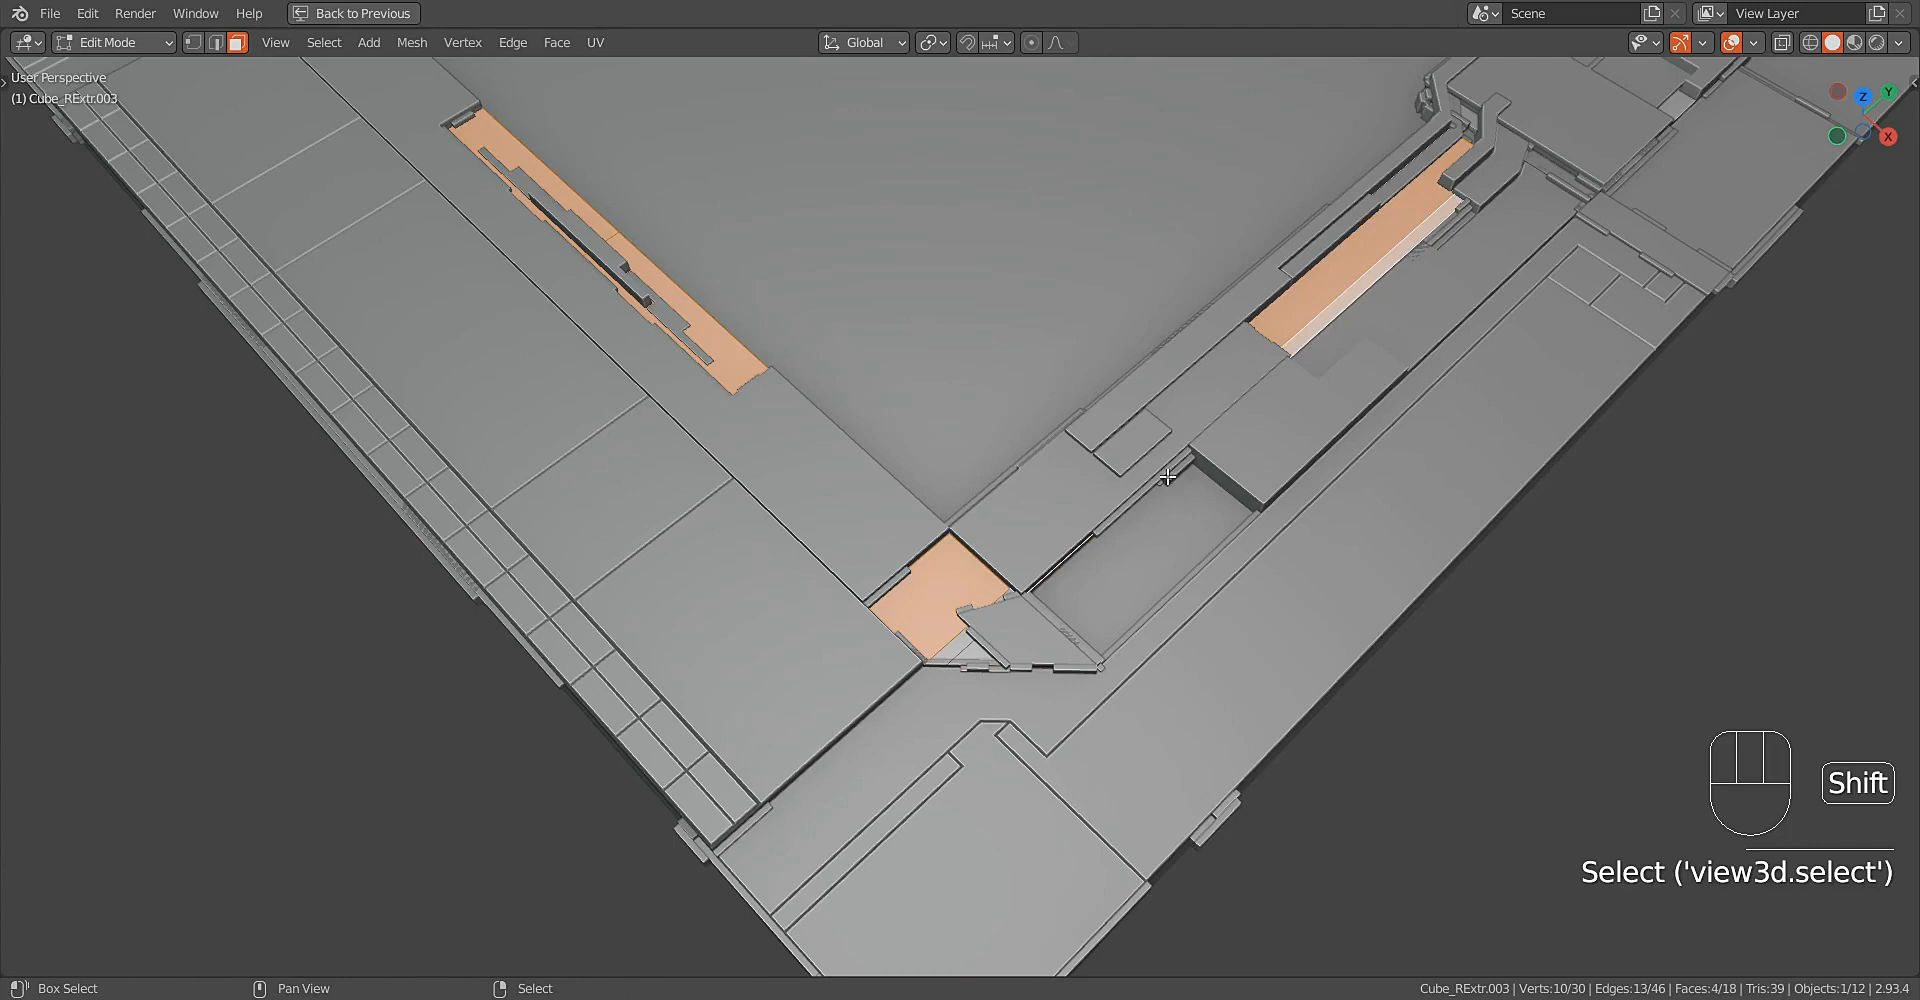 File Edit Render Window Help Back to Previous Scene View Layer
Edit Mode View Select Add Mesh Vertex Edge Face UV Global
User Perspective
(1) Cube_RExtr.003
Z Y
X
Shift
Select ('view3d.select')
Box Select Pan View Select Cube_RExtr.003 | Verts:10/30 | Edges:13/46 | Faces:4/18 | Tris:39 | Objects:1/12 | 2.93.4